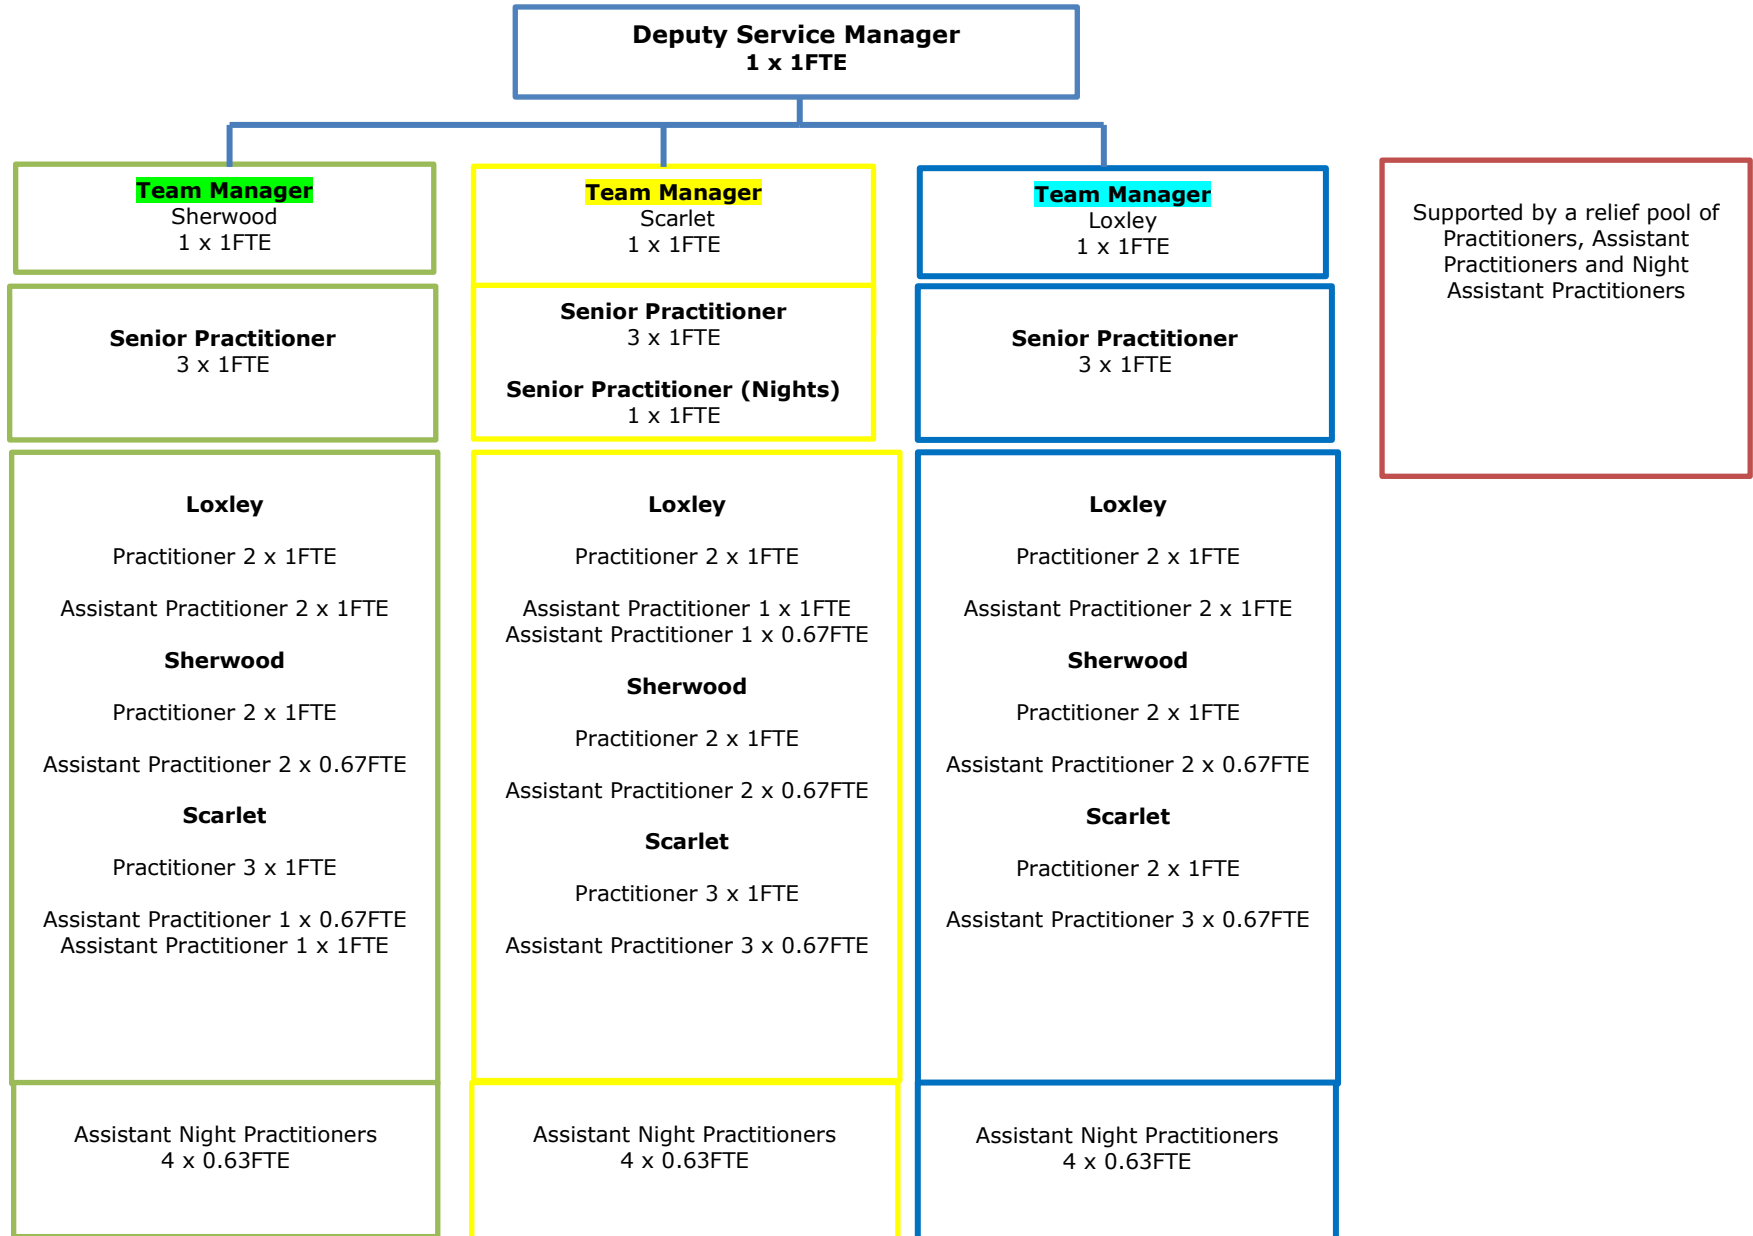 Deputy Service Manager
1 x 1FTE
Team Manager
Sherwood
1 x 1FTE
Senior Practitioner
3 x 1FTE
Loxley
Practitioner 2 x 1FTE
Assistant Practitioner 2 x 1FTE
Sherwood
Practitioner 2 x 1FTE
Assistant Practitioner 2 x 0.67FTE
Scarlet
Practitioner 3 x 1FTE
Assistant Practitioner 1 x 0.67FTE
Assistant Practitioner 1 x 1FTE
Assistant Night Practitioners
4 x 0.63FTE
Team Manager
Scarlet
1 x 1FTE
Senior Practitioner
3 x 1FTE
Senior Practitioner (Nights)
1 x 1FTE
Loxley
Practitioner 2 x 1FTE
Assistant Practitioner 1 x 1FTE
Assistant Practitioner 1 x 0.67FTE
Sherwood
Practitioner 2 x 1FTE
Assistant Practitioner 2 x 0.67FTE
Scarlet
Practitioner 3 x 1FTE
Assistant Practitioner 3 x 0.67FTE
Assistant Night Practitioners
4 x 0.63FTE
Team Manager
Loxley
1 x 1FTE
Senior Practitioner
3 x 1FTE
Loxley
Practitioner 2 x 1FTE
Assistant Practitioner 2 x 1FTE
Sherwood
Practitioner 2 x 1FTE
Assistant Practitioner 2 x 0.67FTE
Scarlet
Practitioner 2 x 1FTE
Assistant Practitioner 3 x 0.67FTE
Assistant Night Practitioners
4 x 0.63FTE
Supported by a relief pool of
Practitioners, Assistant
Practitioners and Night
Assistant Practitioners